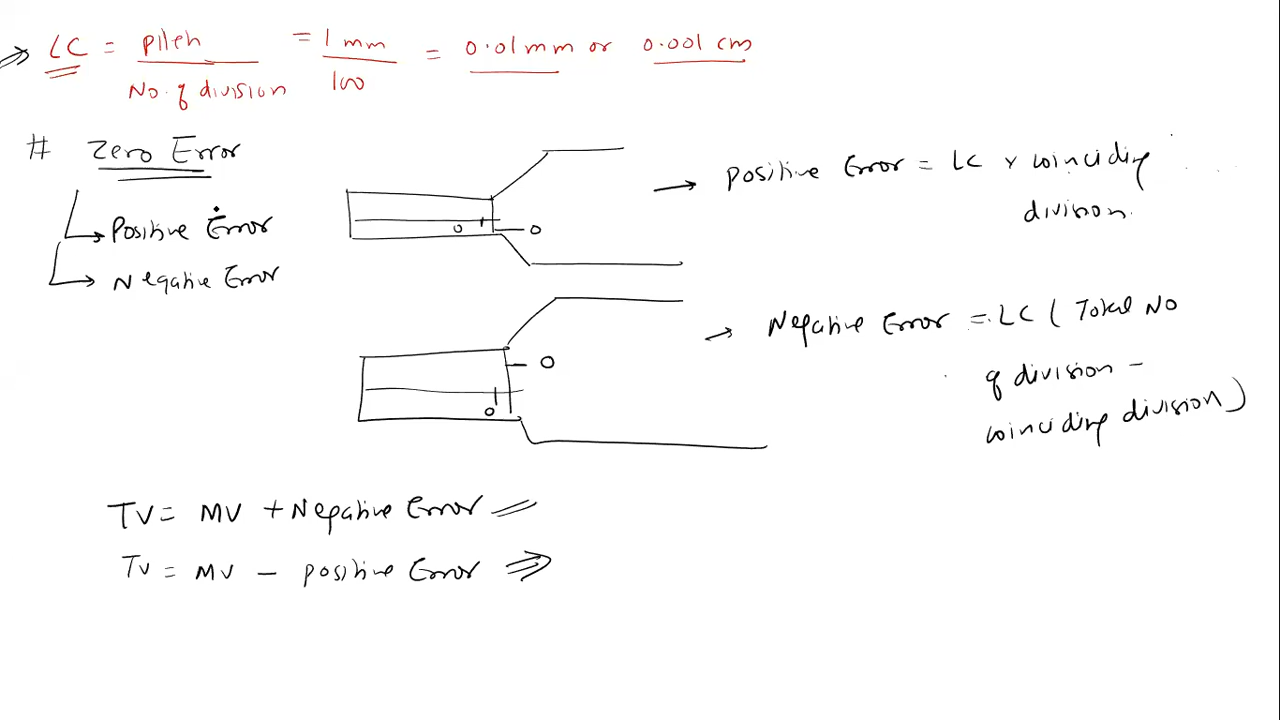 LC = pitch / No. of division = 1 mm / 100 = 0.01mm or 0.001 cm
# Zero Error
Positive Error
Negative Error
0 0
Positive Error = LC × coinciding
division.
0
0
Negative Error = LC ( Total No
of division -
coinciding division)
TV = MV + Negative Error
TV = MV - positive Error